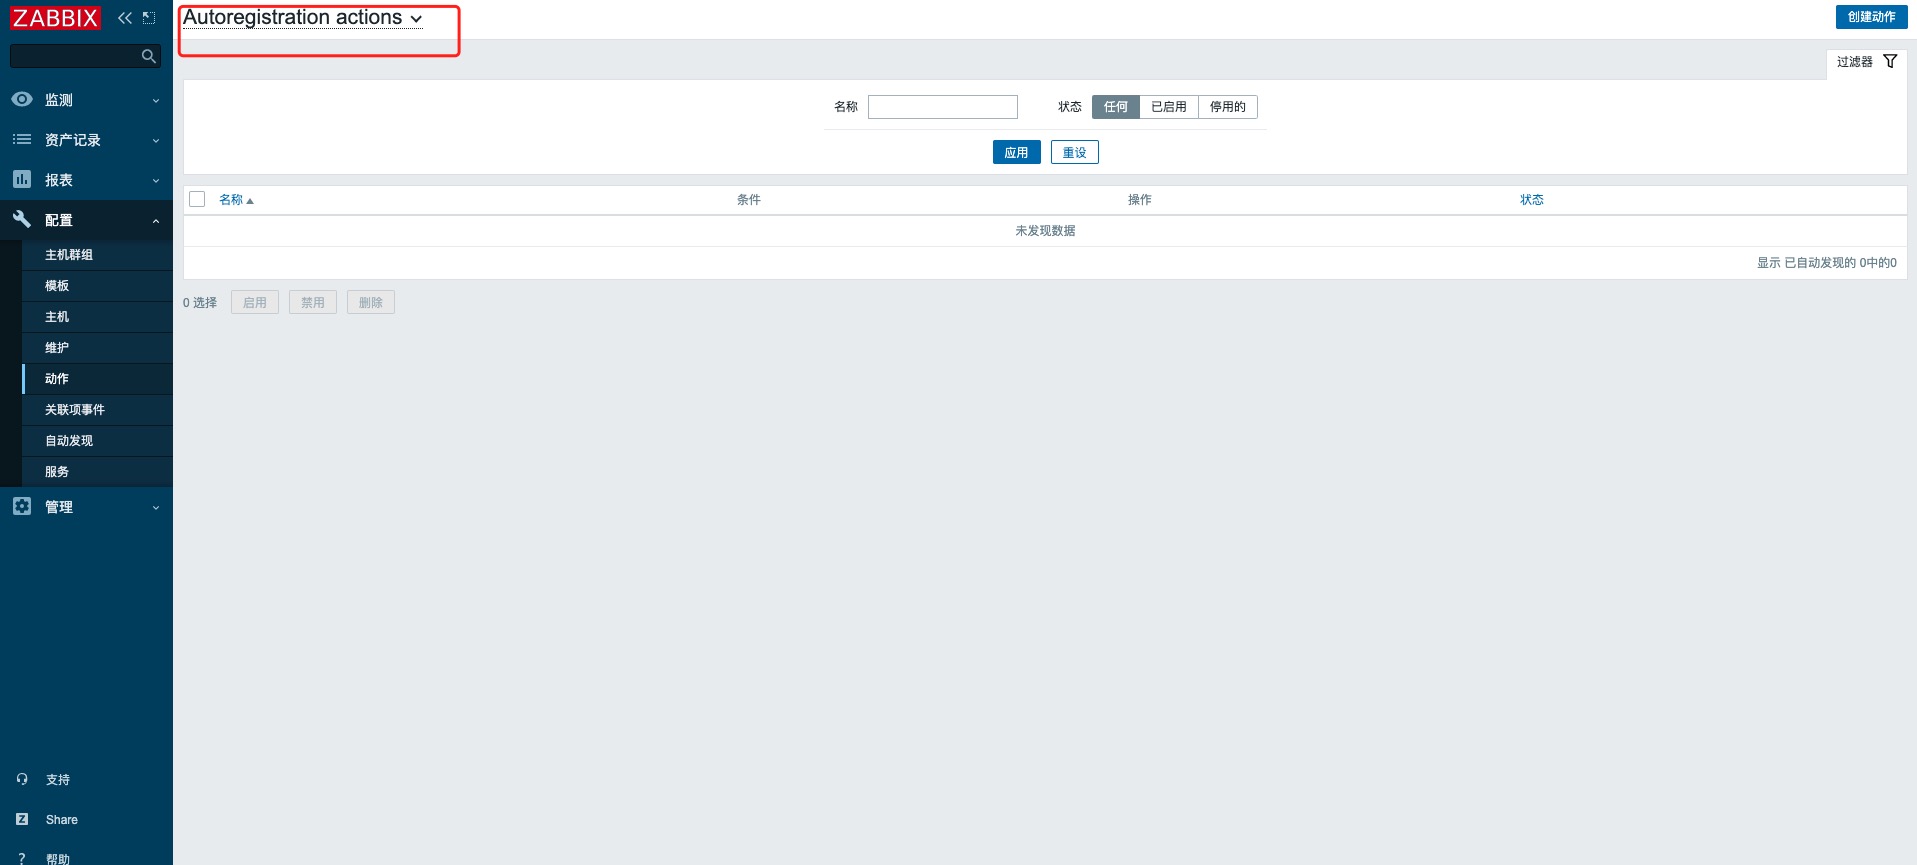 ZABBIX
Autoregistration actions
创建动作
过滤器
监测
资产记录
报表
配置
主机群组
模板
主机
维护
动作
关联项事件
自动发现
服务
管理
支持
Share
帮助
名称 状态 任何 已启用 停用的
应用 重设
名称 条件 操作 状态
未发现数据
显示 已自动发现的 0中的0
0 选择 启用 禁用 删除